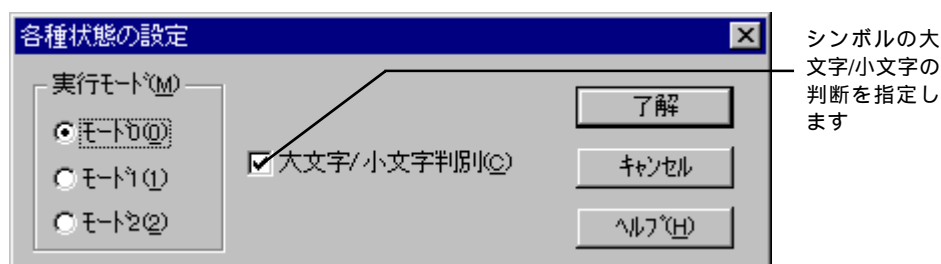 各種状態の設定
実行ﾓｰﾄﾞ(M)
ﾓｰﾄﾞ0(0)
ﾓｰﾄﾞ1(1)
ﾓｰﾄﾞ2(2)
大文字/小文字判別(C)
了解
ｷｬﾝｾﾙ
ﾍﾙﾌﾟ(H)
シンボルの大
文字/小文字の
判断を指定し
ます